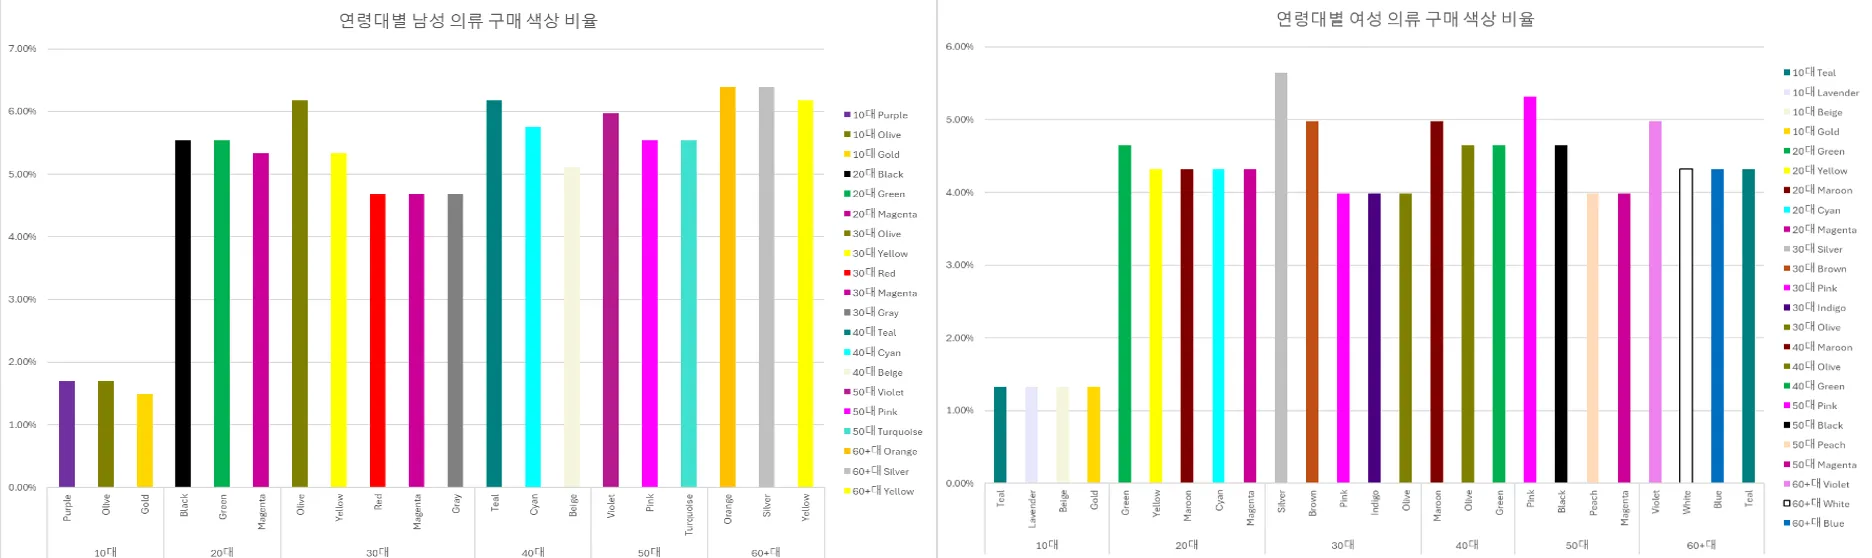 연령대별 남성 의류 구매 색상 비율
7.00%
6.00%
5.00%
4.00%
3.00%
2.00%
1.00%
0.00%
Purple
Olive
Gold
Black
Green
Magenta
Olive
Yellow
Red
Magenta
Gray
Teal
Cyan
Beige
Violet
Pink
Turquoise
Orange
Silver
Yellow
10대
20대
30대
40대
50대
60+대
10대 Purple
10대 Olive
10대 Gold
20대 Black
20대 Green
20대 Magenta
30대 Olive
30대 Yellow
30대 Red
30대 Magenta
30대 Gray
40대 Teal
40대 Cyan
40대 Beige
50대 Violet
50대 Pink
50대 Turquoise
60+대 Orange
60+대 Silver
60+대 Yellow
연령대별 여성 의류 구매 색상 비율
6.00%
5.00%
4.00%
3.00%
2.00%
1.00%
0.00%
Teal
Lavender
Beige
Gold
Green
Yellow
Maroon
Cyan
Magenta
Silver
Brown
Pink
Indigo
Olive
Maroon
Olive
Green
Pink
Black
Peach
Magenta
Violet
White
Blue
Teal
10대
20대
30대
40대
50대
60+대
10대 Teal
10대 Lavender
10대 Beige
10대 Gold
20대 Green
20대 Yellow
20대 Maroon
20대 Cyan
20대 Magenta
30대 Silver
30대 Brown
30대 Pink
30대 Indigo
30대 Olive
40대 Maroon
40대 Olive
40대 Green
50대 Pink
50대 Black
50대 Peach
50대 Magenta
60+대 Violet
60+대 White
60+대 Blue